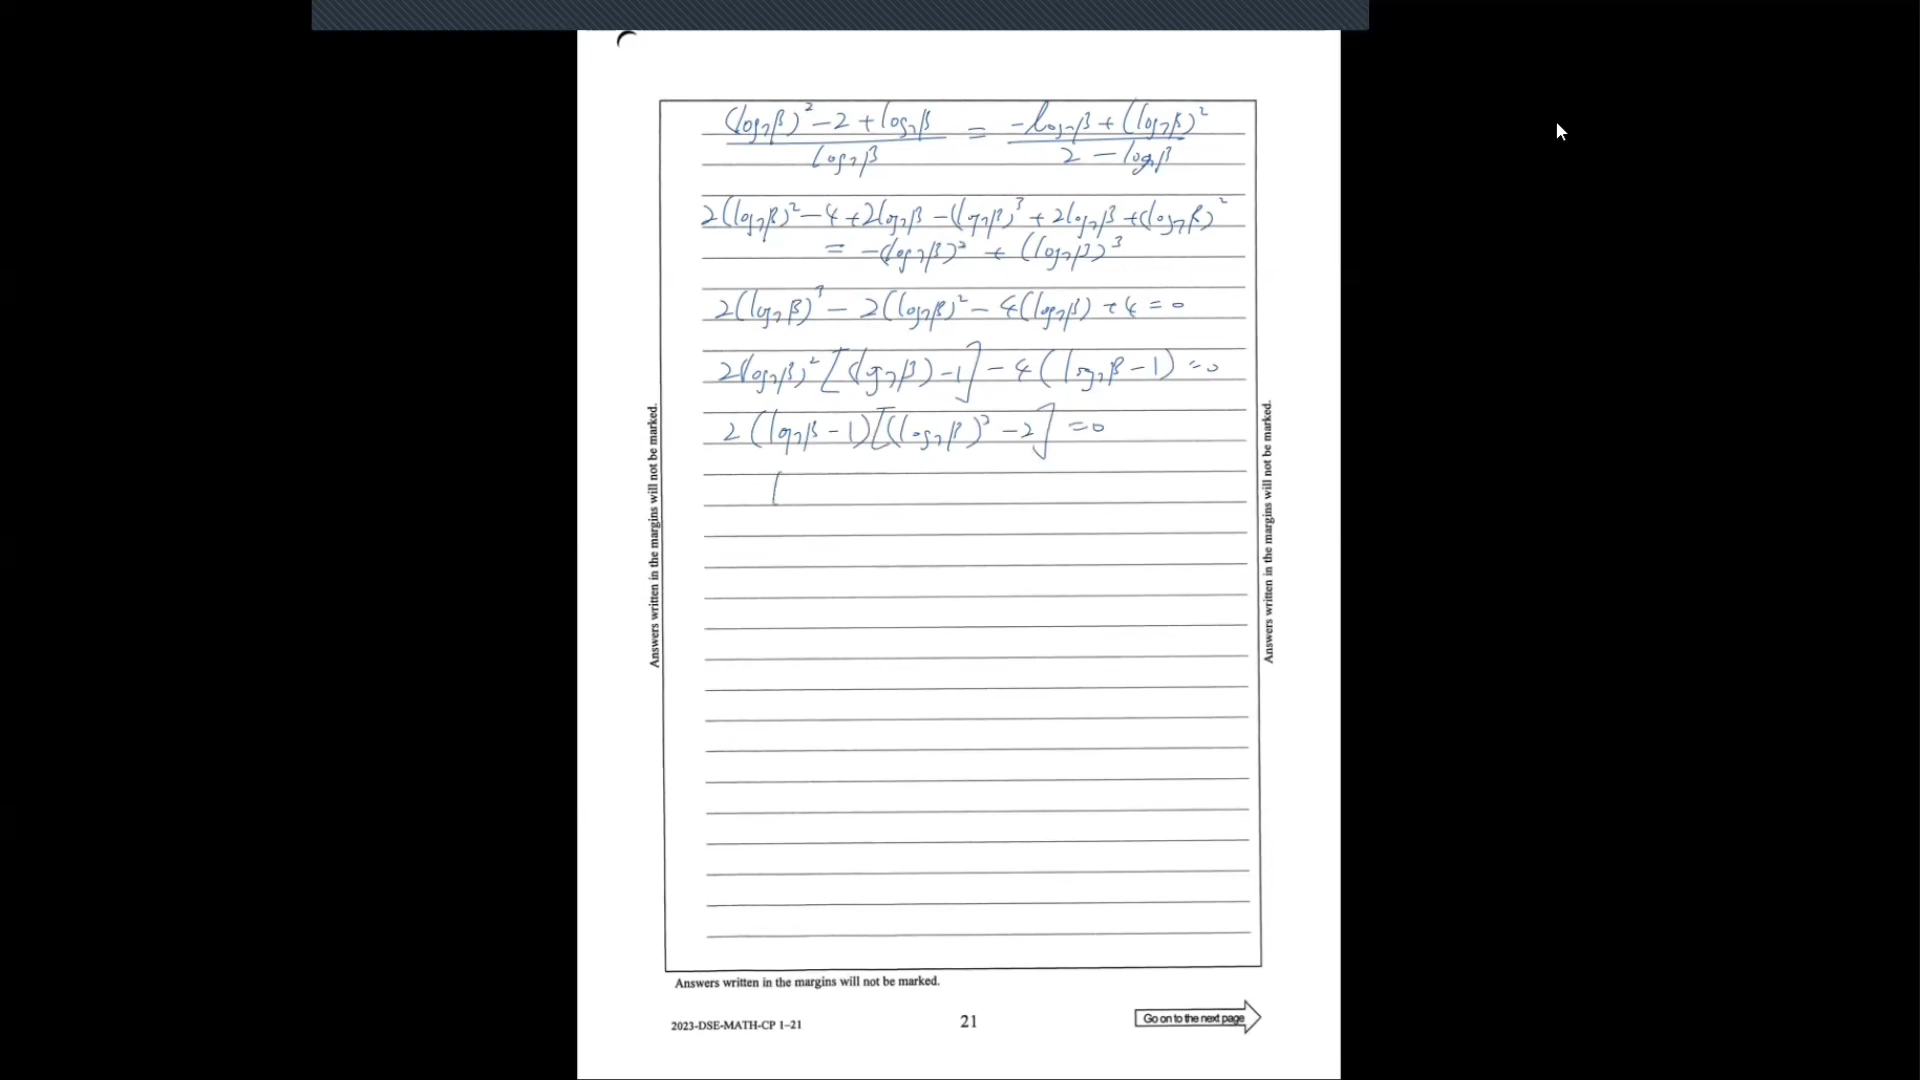 ((log₇β)² − 2 + log₇β) / (log₇β) = (−log₇β + (log₇β)²) / (2 − log₇β)
2(log₇β)² − 4 + 2log₇β − (log₇β)³ + 2log₇β + (log₇β)²
= −(log₇β)² + (log₇β)³
2(log₇β)³ − 2(log₇β)² − 4(log₇β) + 4 = 0
2(log₇β)² [(log₇β) − 1] − 4(log₇β − 1) = 0
2(log₇β − 1)[(log₇β)² − 2] = 0
Answers written in the margins will not be marked.
Answers written in the margins will not be marked.
Answers written in the margins will not be marked.
2023-DSE-MATH-CP 1–21
21
Go on to the next page